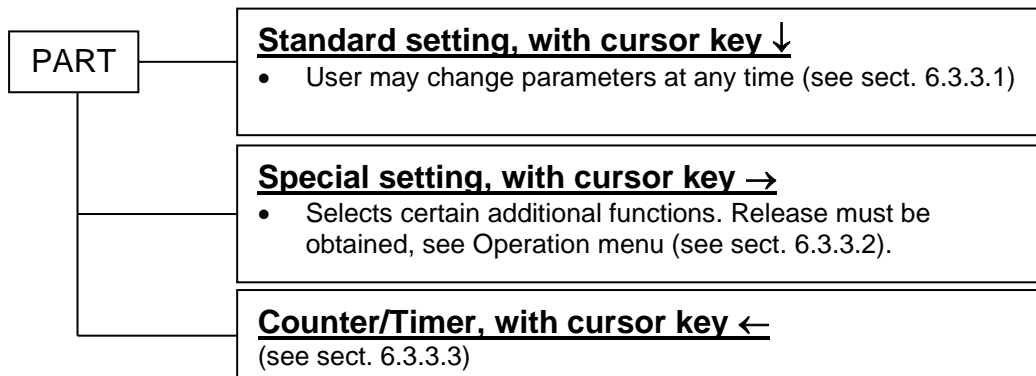 PART
Standard setting, with cursor key ↓
• User may change parameters at any time (see sect. 6.3.3.1)
Special setting, with cursor key →
• Selects certain additional functions. Release must be
obtained, see Operation menu (see sect. 6.3.3.2).
Counter/Timer, with cursor key ←
(see sect. 6.3.3.3)